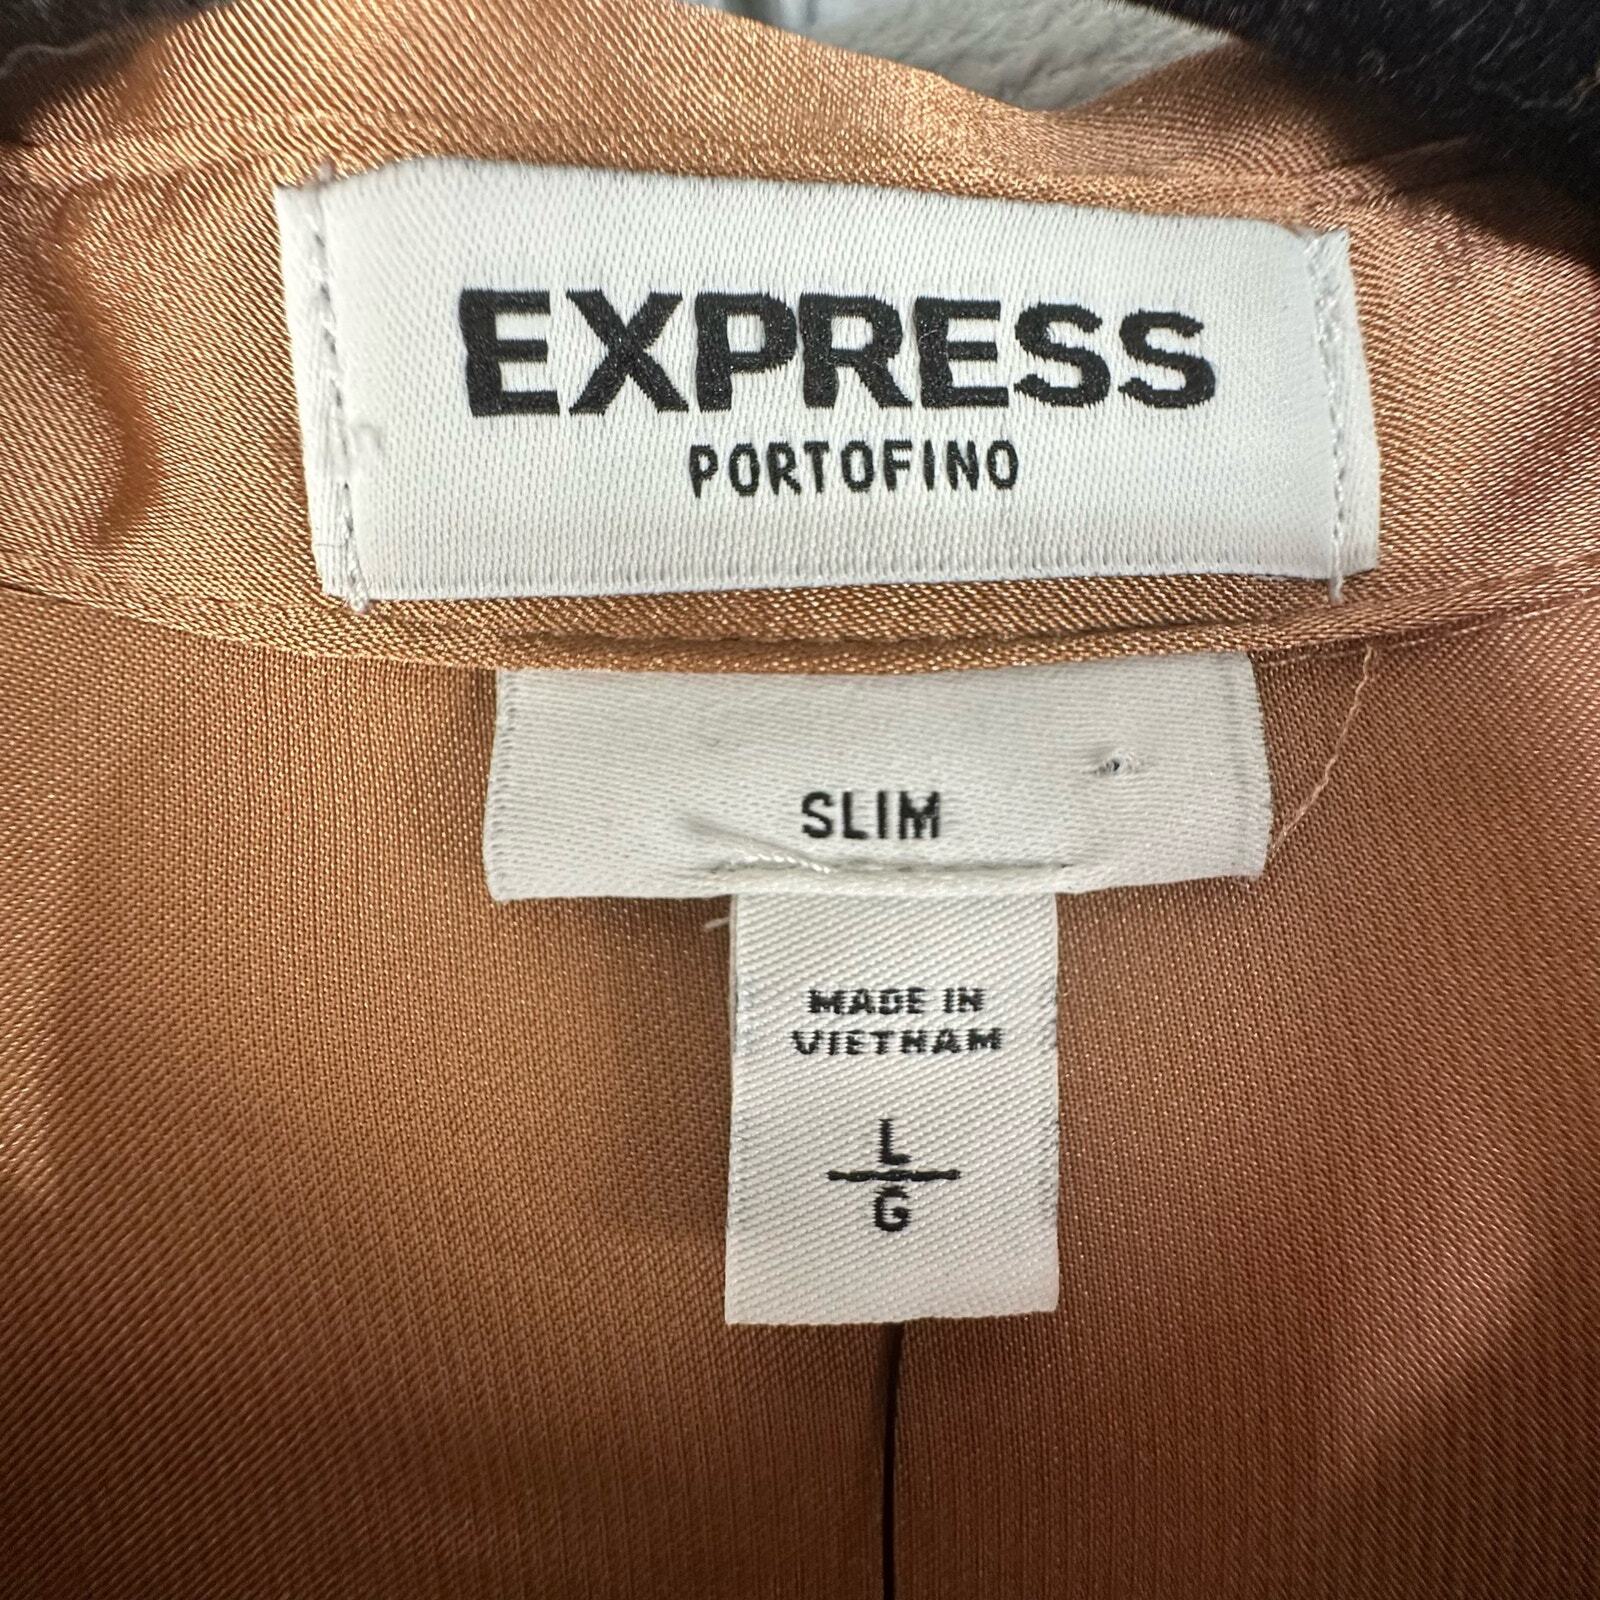 EXPRESS
PORTOFINO
SLIM
MADE IN
VIETNAM
L
G